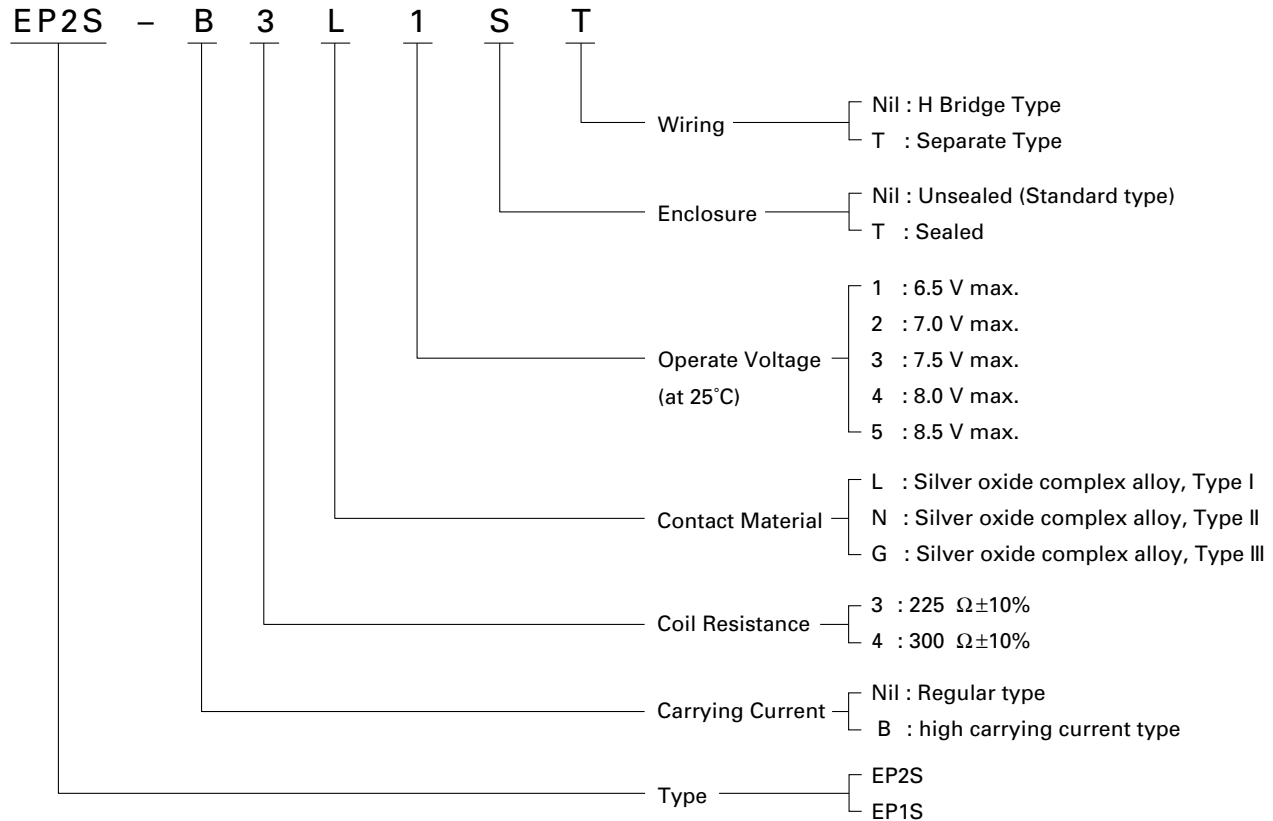 EP2S – B 3 L 1 S T
Wiring
Nil : H Bridge Type
T : Separate Type
Enclosure
Nil : Unsealed (Standard type)
T : Sealed
Operate Voltage
(at 25˚C)
1 : 6.5 V max.
2 : 7.0 V max.
3 : 7.5 V max.
4 : 8.0 V max.
5 : 8.5 V max.
Contact Material
L : Silver oxide complex alloy, Type I
N : Silver oxide complex alloy, Type II
G : Silver oxide complex alloy, Type III
Coil Resistance
3 : 225 Ω±10%
4 : 300 Ω±10%
Carrying Current
Nil : Regular type
B : high carrying current type
Type
EP2S
EP1S